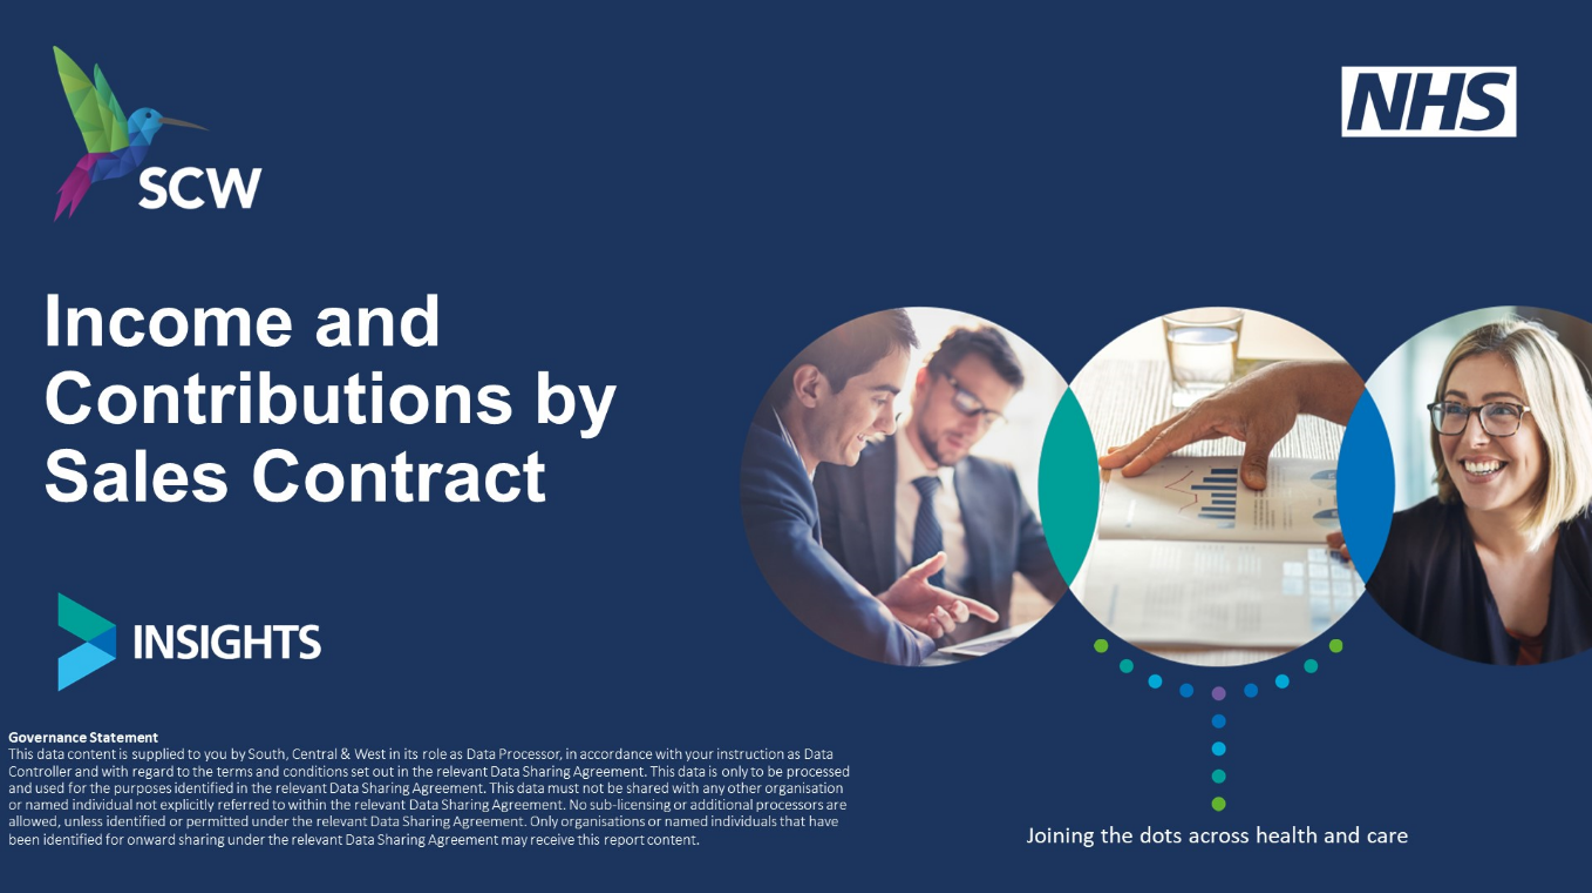 SCW
NHS
Income and
Contributions by
Sales Contract
INSIGHTS
Governance Statement
This data content is supplied to you by South, Central & West in its role as Data Processor, in accordance with your instruction as Data
Controller and with regard to the terms and conditions set out in the relevant Data Sharing Agreement. This data is only to be processed
and used for the purposes identified in the relevant Data Sharing Agreement. This data must not be shared with any other organisation
or named individual not explicitly referred to within the relevant Data Sharing Agreement. No sub-licensing or additional processors are
allowed, unless identified or permitted under the relevant Data Sharing Agreement. Only organisations or named individuals that have
been identified for onward sharing under the relevant Data Sharing Agreement may receive this report content.
Joining the dots across health and care